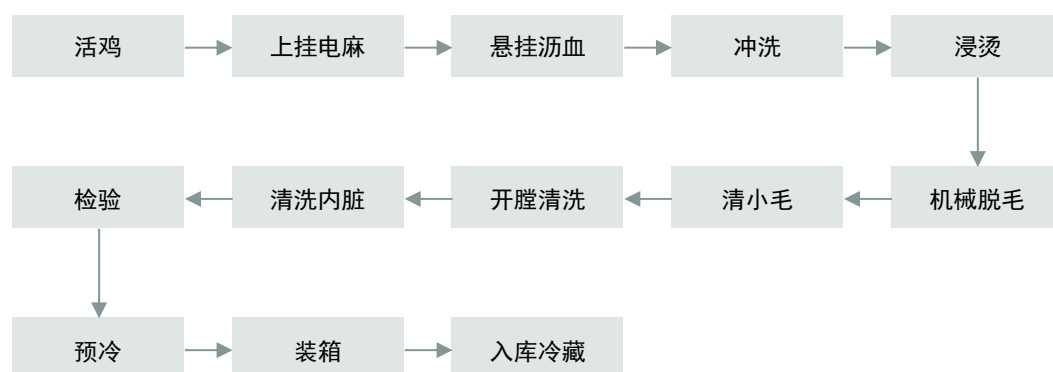 活鸡
上挂电麻
悬挂沥血
冲洗
浸烫
机械脱毛
清小毛
开膛清洗
清洗内脏
检验
预冷
装箱
入库冷藏